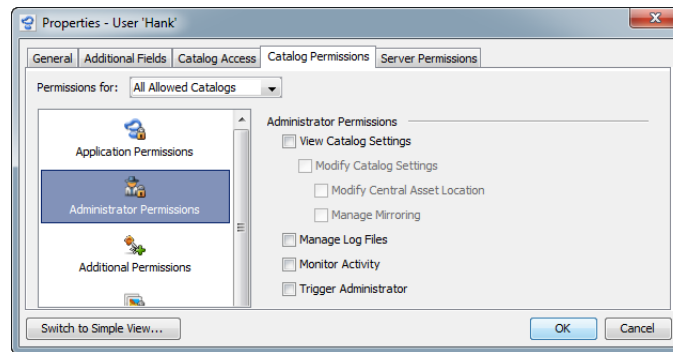 Properties - User 'Hank'
General Additional Fields Catalog Access Catalog Permissions Server Permissions
Permissions for: All Allowed Catalogs
Application Permissions
Administrator Permissions
Additional Permissions
Administrator Permissions
View Catalog Settings
Modify Catalog Settings
Modify Central Asset Location
Manage Mirroring
Manage Log Files
Monitor Activity
Trigger Administrator
Switch to Simple View... OK Cancel